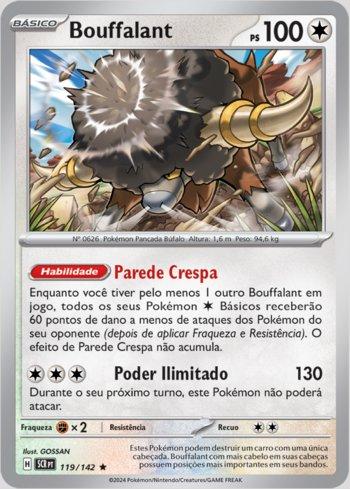 BÁSICO
Bouffalant
PS 100
Nº 0626 Pokémon Pancada Búfalo Altura: 1,6 m Peso: 94,6 kg
Habilidade Parede Crespa
Enquanto você tiver pelo menos 1 outro Bouffalant em
jogo, todos os seus Pokémon Básicos receberão
60 pontos de dano a menos de ataques dos Pokémon do
seu oponente (depois de aplicar Fraqueza e Resistência). O
efeito de Parede Crespa não acumula.
Poder Ilimitado 130
Durante o seu próximo turno, este Pokémon não poderá
atacar.
Fraqueza ×2 Resistência Recuo
Ilust. GOSSAN
H SCR PT 119/142 ★
Estes Pokémon podem destruir um carro com uma única
cabeçada. Bouffalant com mais cabelo em suas cabeças
possuem posições mais importantes em seus bandos.
©2024 Pokémon/Nintendo/Creatures/GAME FREAK